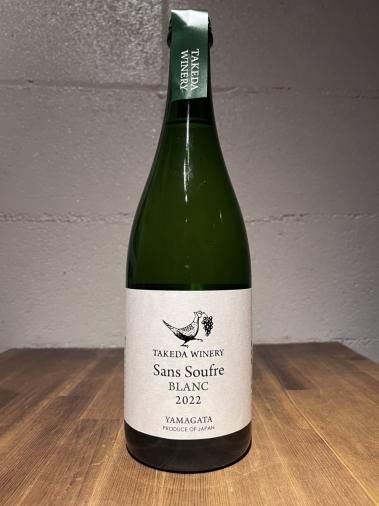 TAKEDA
WINERY
TAKEDA WINERY
Sans Soufre
BLANC
2022
YAMAGATA
PRODUCE OF JAPAN